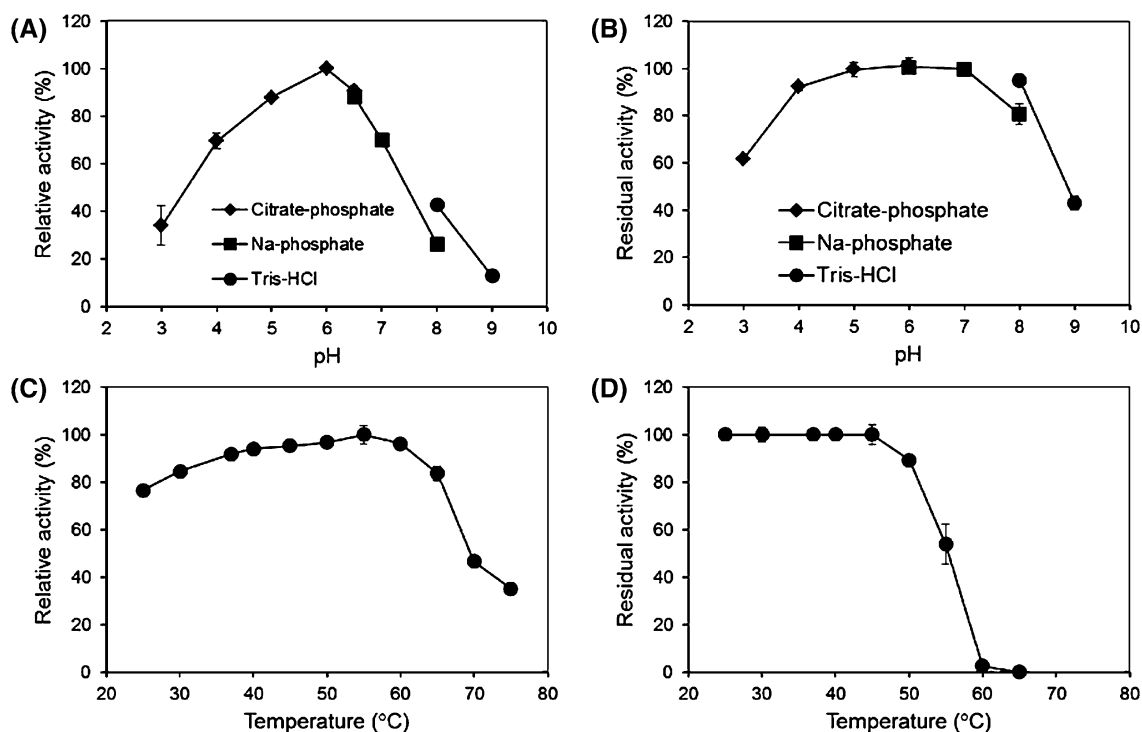 (A)
Relative activity (%)
120
100
80
60
40
20
0
Citrate-phosphate
Na-phosphate
Tris-HCl
2 3 4 5 6 7 8 9 10
pH
(B)
Residual activity (%)
120
100
80
60
40
20
0
Citrate-phosphate
Na-phosphate
Tris-HCl
2 3 4 5 6 7 8 9 10
pH
(C)
Relative activity (%)
120
100
80
60
40
20
0
20 30 40 50 60 70 80
Temperature (°C)
(D)
Residual activity (%)
120
100
80
60
40
20
0
20 30 40 50 60 70 80
Temperature (°C)